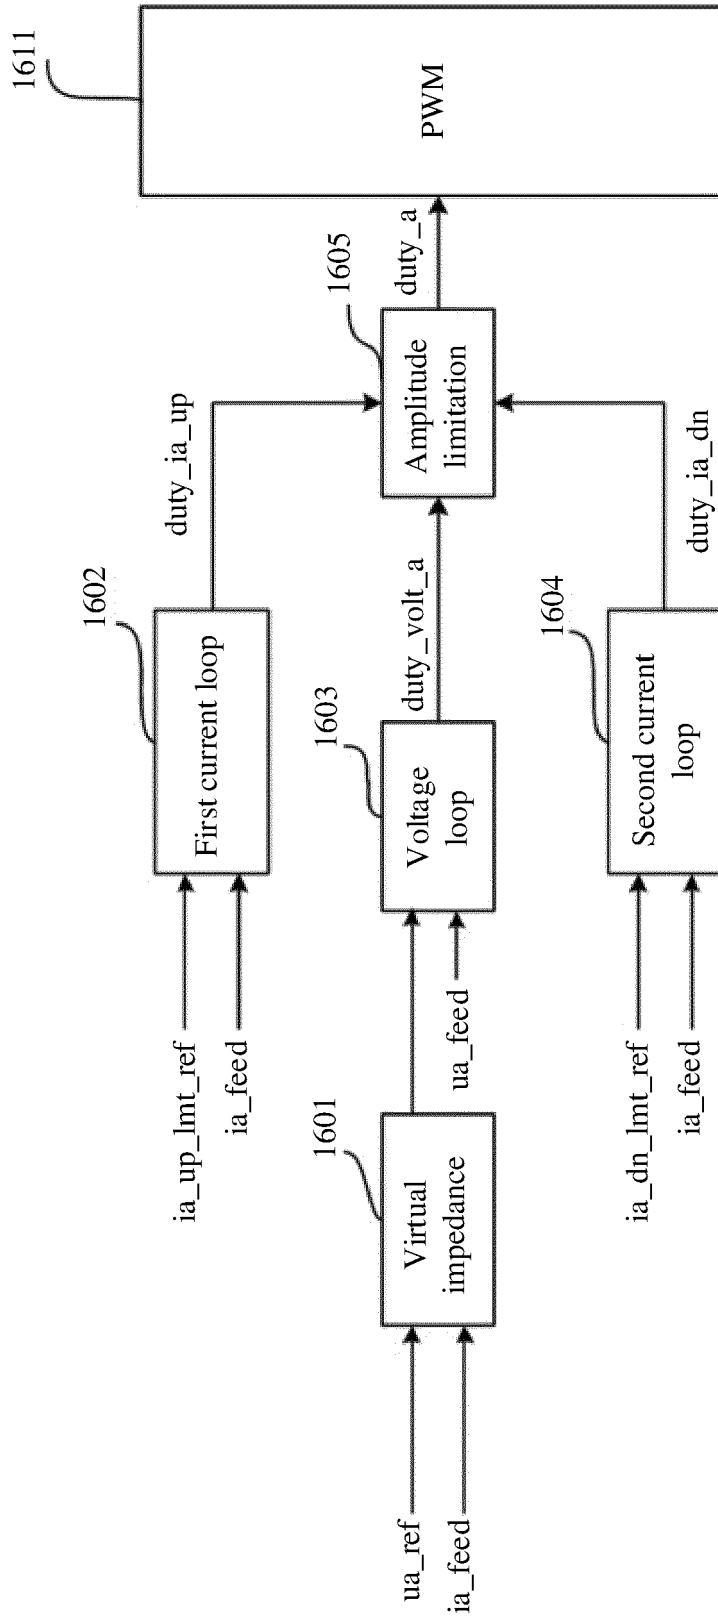 ua_ref
ia_feed
1601
Virtual
impedance
ia_up_lmt_ref
ia_feed
ua_feed
ia_dn_lmt_ref
ia_feed
1602
First current loop
1603
Voltage
loop
1604
Second current
loop
duty_ia_up
duty_volt_a
duty_ia_dn
1605
Amplitude
limitation
duty_a
1611
PWM